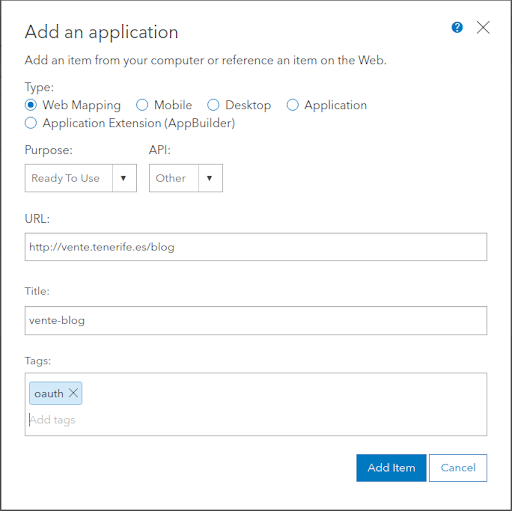 Add an application
Add an item from your computer or reference an item on the Web.
Type:
Web Mapping Mobile Desktop Application
Application Extension (AppBuilder)
Purpose: API:
Ready To Use Other
URL:
http://vente.tenerife.es/blog
Title:
vente-blog
Tags:
oauth
Add tags
Add Item Cancel